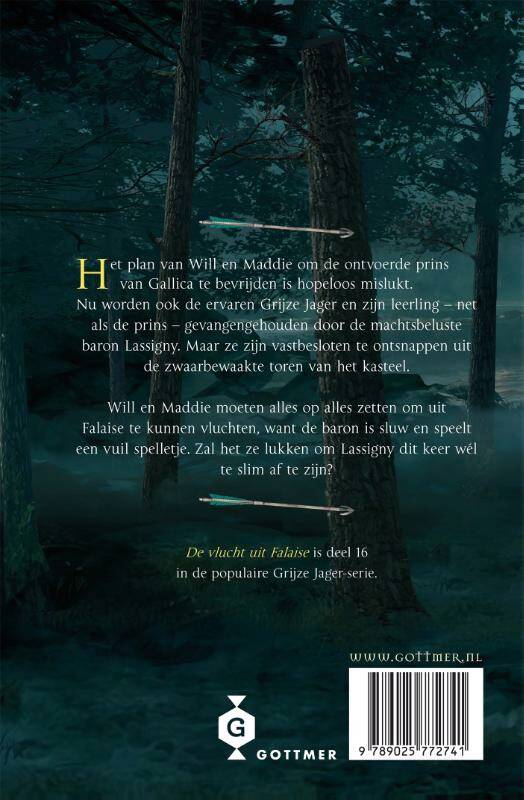 Het plan van Will en Maddie om de ontvoerde prins
van Gallica te bevrijden is hopeloos mislukt.
Nu worden ook de ervaren Grijze Jager en zijn leerling – net
als de prins – gevangengehouden door de machtsbeluste
baron Lassigny. Maar ze zijn vastbesloten te ontsnappen uit
de zwaarbewaakte toren van het kasteel.
Will en Maddie moeten alles op alles zetten om uit
Falaise te kunnen vluchten, want de baron is sluw en speelt
een vuil spelletje. Zal het ze lukken om Lassigny dit keer wél
te slim af te zijn?
De vlucht uit Falaise is deel 16
in de populaire Grijze Jager-serie.
WWW.GOTTMER.NL
G
GOTTMER
9 789025 772741